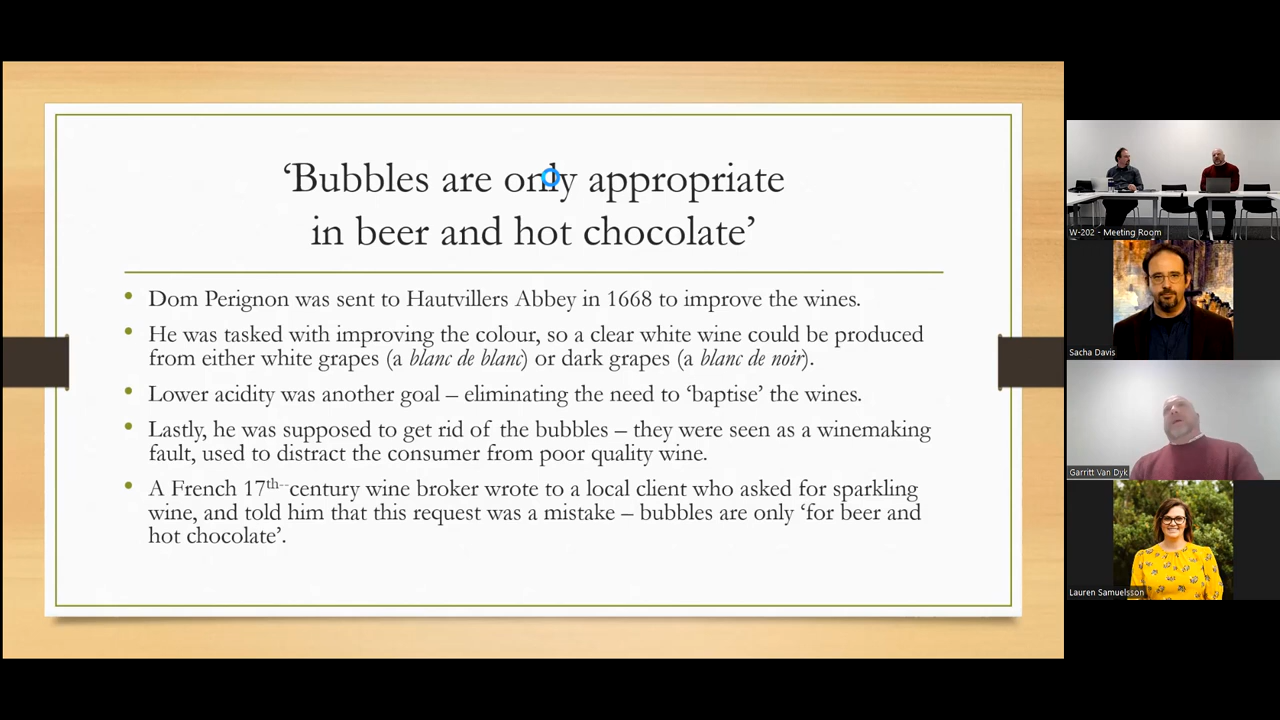 ‘Bubbles are only appropriate
in beer and hot chocolate’
• Dom Perignon was sent to Hautvillers Abbey in 1668 to improve the wines.
• He was tasked with improving the colour, so a clear white wine could be produced
from either white grapes (a blanc de blanc) or dark grapes (a blanc de noir).
• Lower acidity was another goal – eliminating the need to ‘baptise’ the wines.
• Lastly, he was supposed to get rid of the bubbles – they were seen as a winemaking
fault, used to distract the consumer from poor quality wine.
• A French 17th--century wine broker wrote to a local client who asked for sparkling
wine, and told him that this request was a mistake – bubbles are only ‘for beer and
hot chocolate’.
W-202 - Meeting Room
Sacha Davis
Garritt Van Dyk
Lauren Samuelsson